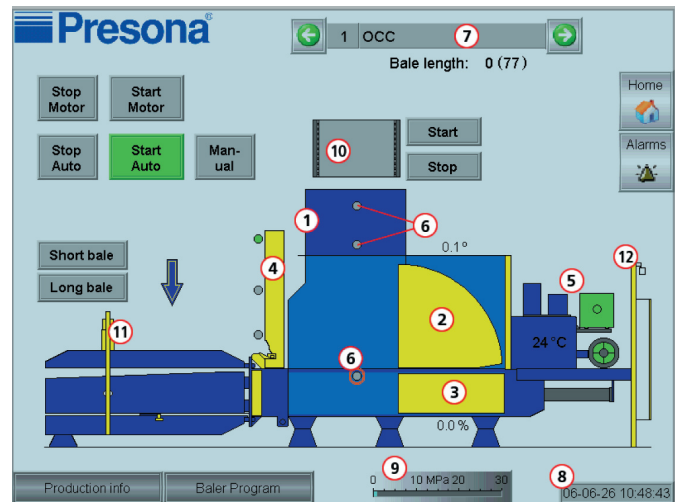 Presona
1 OCC 7
Bale length: 0 (77)
Stop Motor
Start Motor
Home
Stop Auto
Start Auto
Man-ual
10
Start
Stop
Alarms
1
6
0.1°
Short bale
Long bale
4
5
12
11
2
24°C
6
3
0.0 %
9
8
0 10 MPa 20 30
Production info
Baler Program
06-06-26 10:48:43